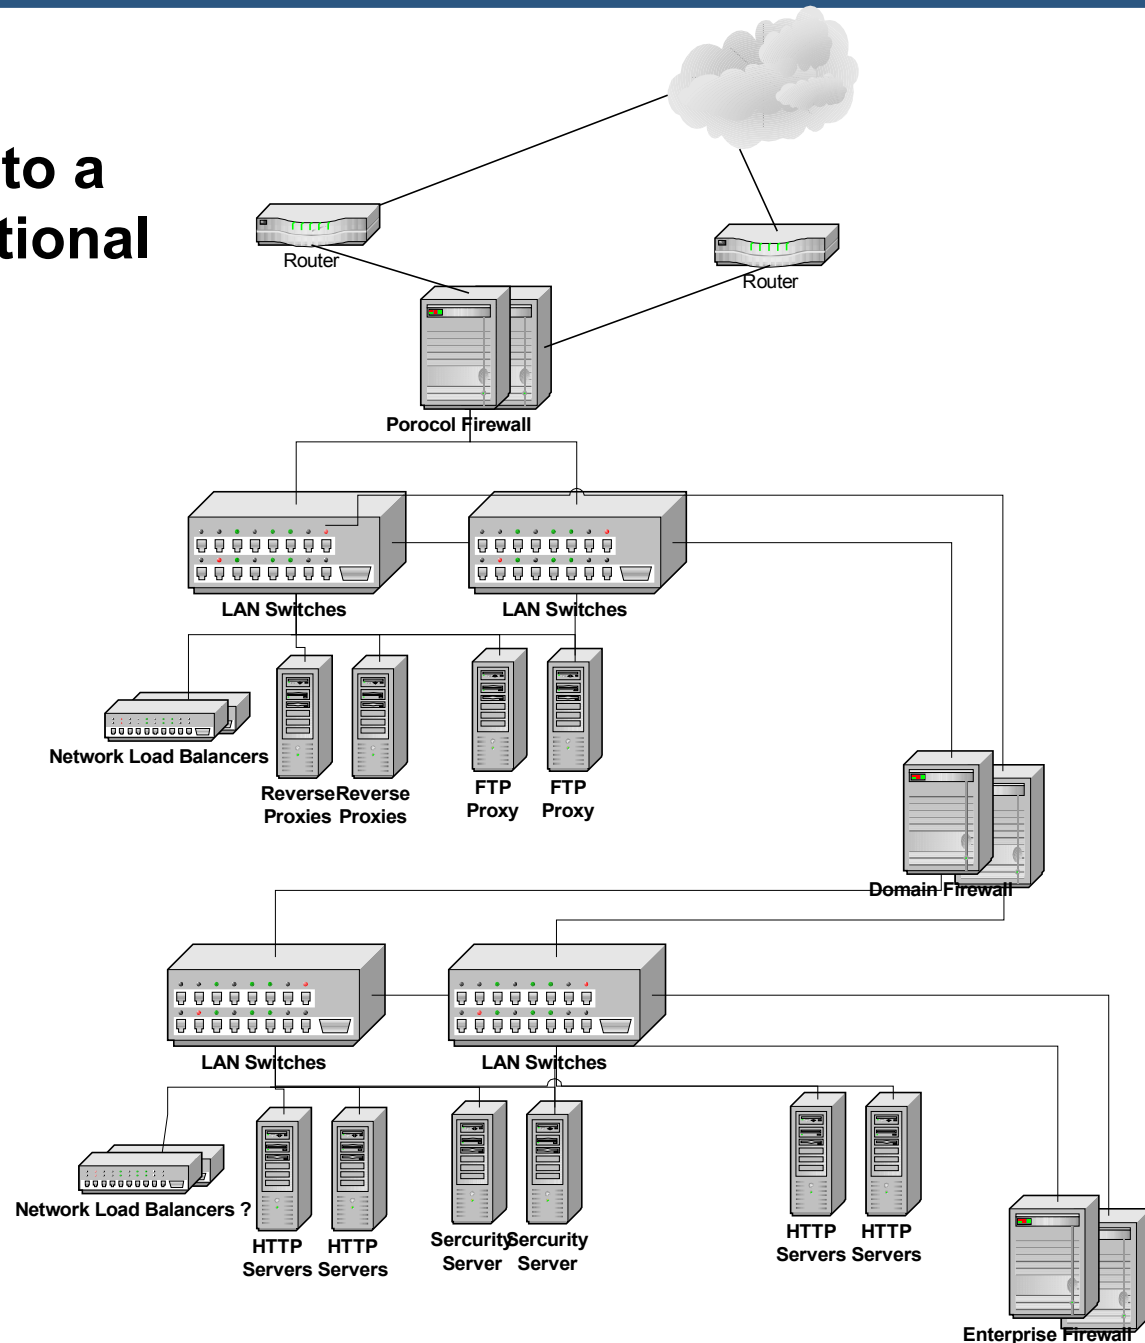 to a
tional
Router
Router
Porocol Firewall
LAN Switches
LAN Switches
Network Load Balancers
Reverse
Proxies
Reverse
Proxies
FTP
Proxy
FTP
Proxy
Domain Firewall
LAN Switches
LAN Switches
Network Load Balancers ?
HTTP
Servers
HTTP
Servers
Sercurity
Server
Sercurity
Server
HTTP
Servers
HTTP
Servers
Enterprise Firewall